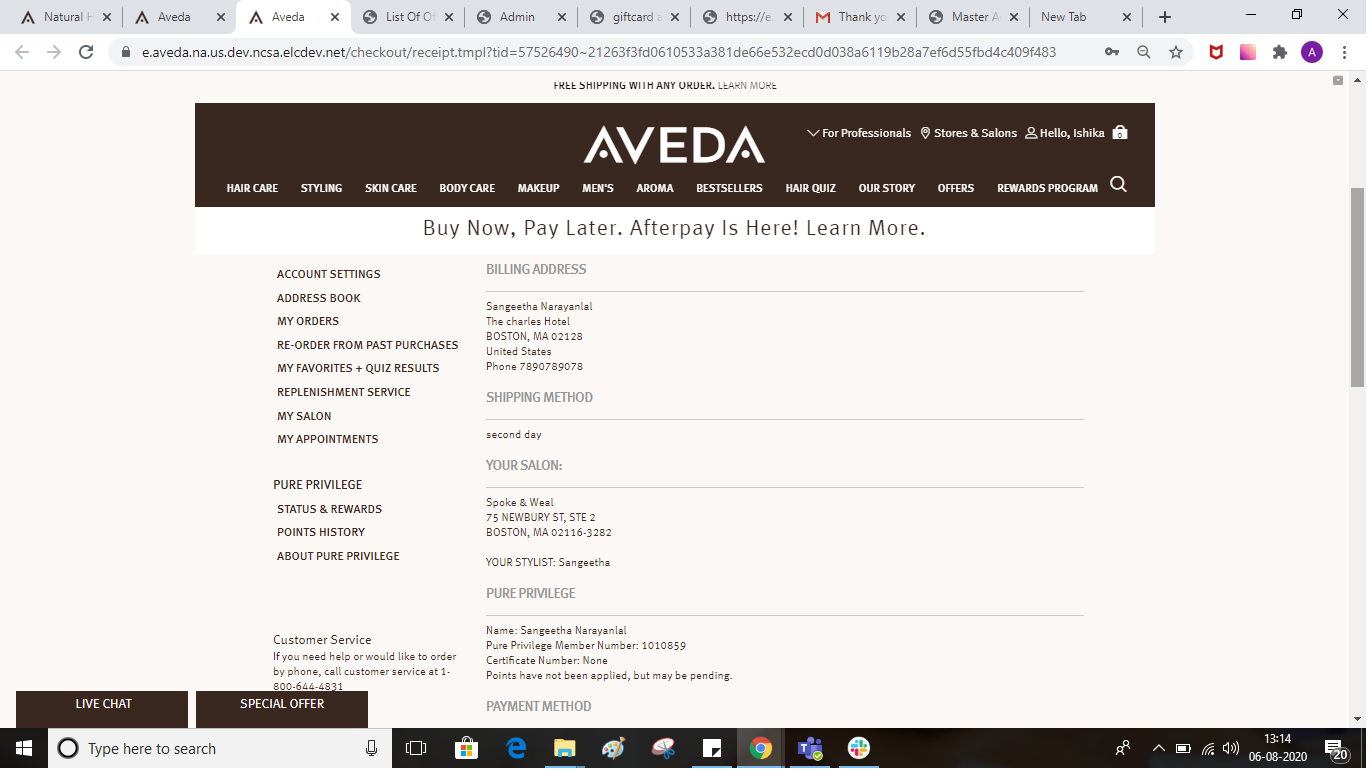 Natural H
Aveda
Aveda
List Of Of
Admin
giftcard a
https://e.
Thank yo
Master A
New Tab
e.aveda.na.us.dev.ncsa.elcdev.net/checkout/receipt.tmpl?tid=57526490~21263f3fd0610533a381de66e532ecd0d038a6119b28a7ef6d55fbd4c409f483
A
FREE SHIPPING WITH ANY ORDER. LEARN MORE
AVEDA
For Professionals
Stores & Salons
Hello, Ishika
0
HAIR CARE
STYLING
SKIN CARE
BODY CARE
MAKEUP
MEN'S
AROMA
BESTSELLERS
HAIR QUIZ
OUR STORY
OFFERS
REWARDS PROGRAM
Buy Now, Pay Later. Afterpay Is Here! Learn More.
ACCOUNT SETTINGS
ADDRESS BOOK
MY ORDERS
RE-ORDER FROM PAST PURCHASES
MY FAVORITES + QUIZ RESULTS
REPLENISHMENT SERVICE
MY SALON
MY APPOINTMENTS
PURE PRIVILEGE
STATUS & REWARDS
POINTS HISTORY
ABOUT PURE PRIVILEGE
Customer Service
If you need help or would like to order
by phone, call customer service at 1-
800-644-4831
BILLING ADDRESS
Sangeetha Narayanlal
The charles Hotel
BOSTON, MA 02128
United States
Phone 7890789078
SHIPPING METHOD
second day
YOUR SALON:
Spoke & Weal
75 NEWBURY ST, STE 2
BOSTON, MA 02116-3282
YOUR STYLIST: Sangeetha
PURE PRIVILEGE
Name: Sangeetha Narayanlal
Pure Privilege Member Number: 1010859
Certificate Number: None
Points have not been applied, but may be pending.
PAYMENT METHOD
LIVE CHAT
SPECIAL OFFER
Type here to search
13:14
06-08-2020
20